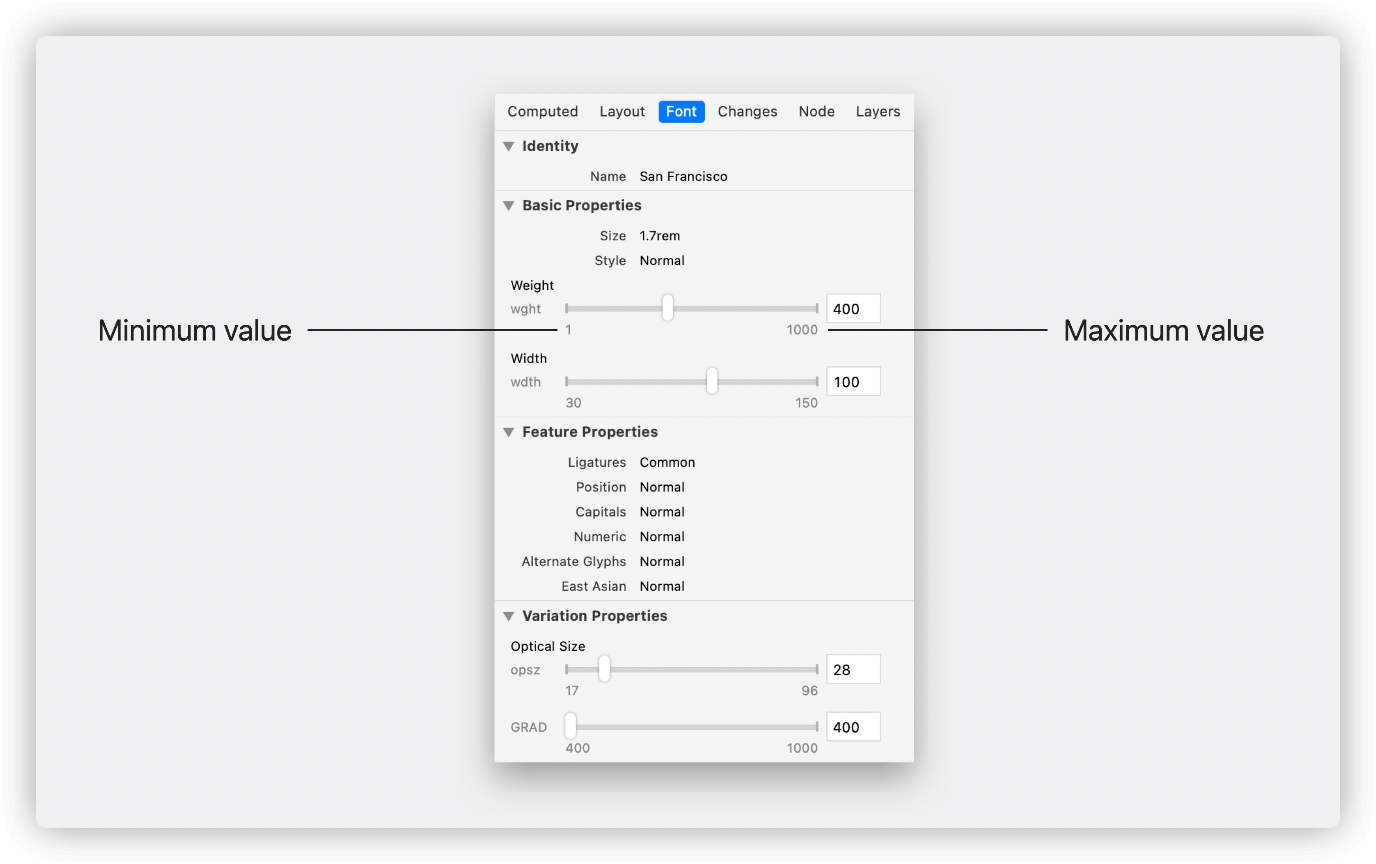 Computed Layout Font Changes Node Layers
Identity
Name San Francisco
Basic Properties
Size 1.7rem
Style Normal
Weight
wght 400
Minimum value 1 1000 Maximum value
Width
wdth 100
30 150
Feature Properties
Ligatures Common
Position Normal
Capitals Normal
Numeric Normal
Alternate Glyphs Normal
East Asian Normal
Variation Properties
Optical Size
opsz 28
17 96
GRAD 400
400 1000